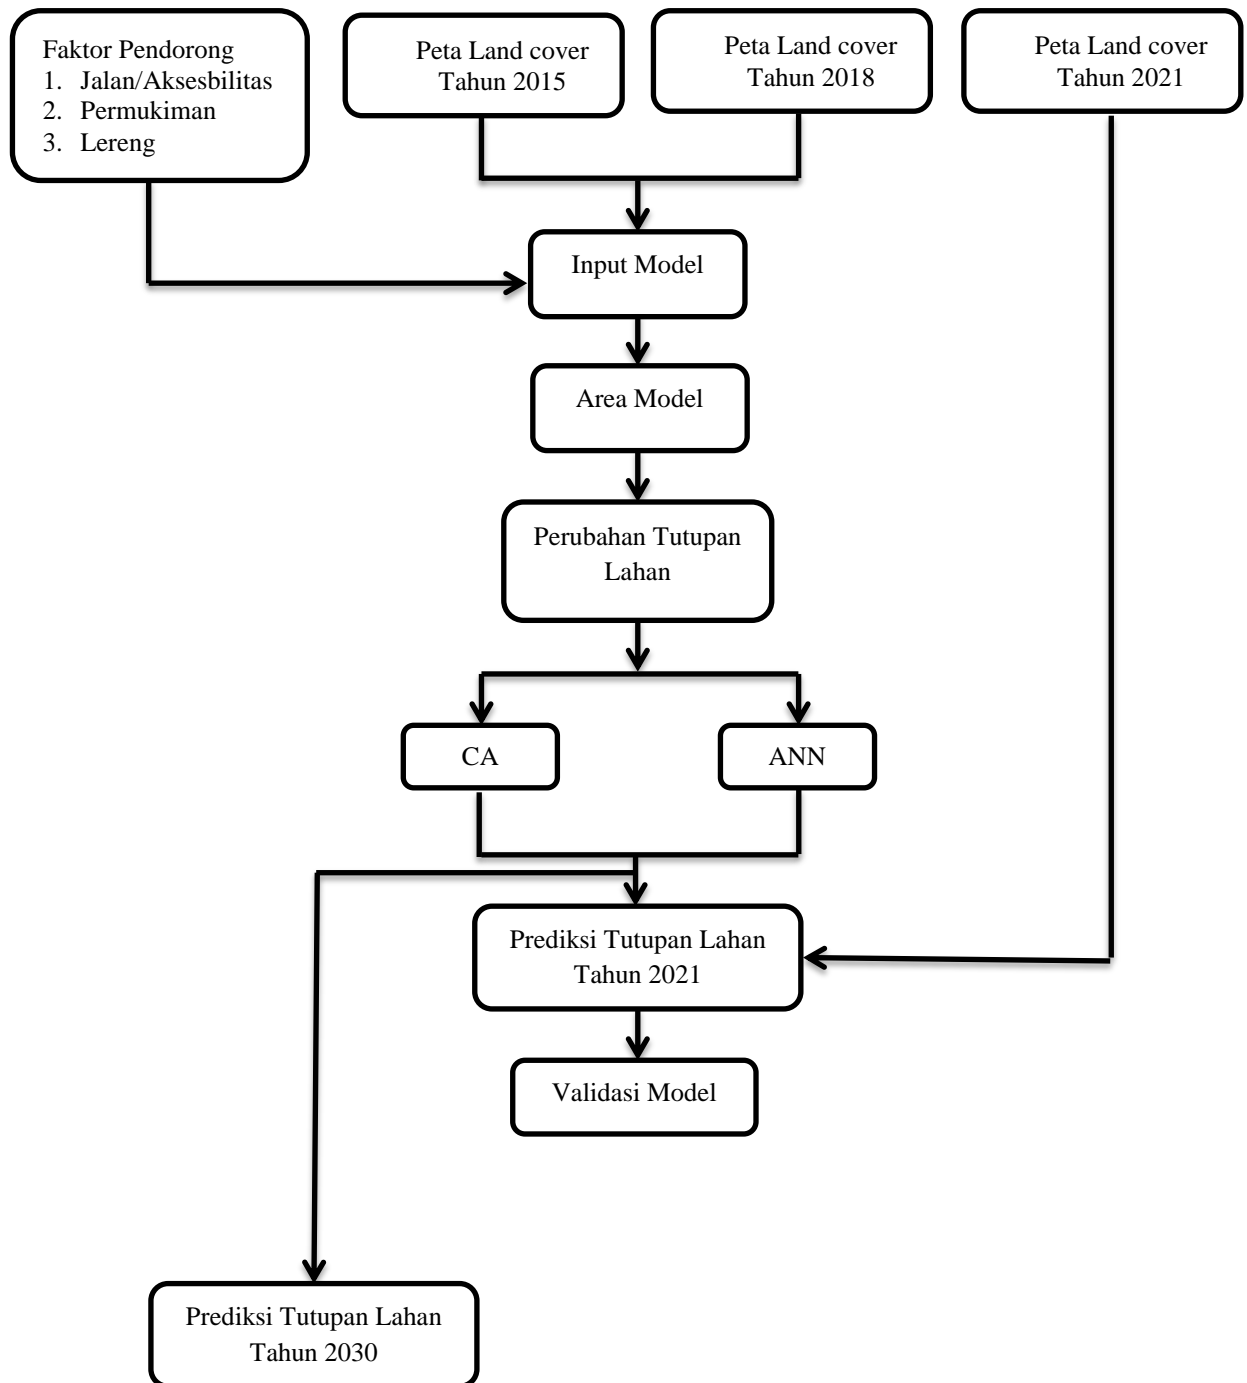 Faktor Pendorong
1. Jalan/Aksesbilitas
2. Permukiman
3. Lereng
Peta Land cover
Tahun 2015
Peta Land cover
Tahun 2018
Peta Land cover
Tahun 2021
Input Model
Area Model
Perubahan Tutupan
Lahan
CA
ANN
Prediksi Tutupan Lahan
Tahun 2021
Validasi Model
Prediksi Tutupan Lahan
Tahun 2030